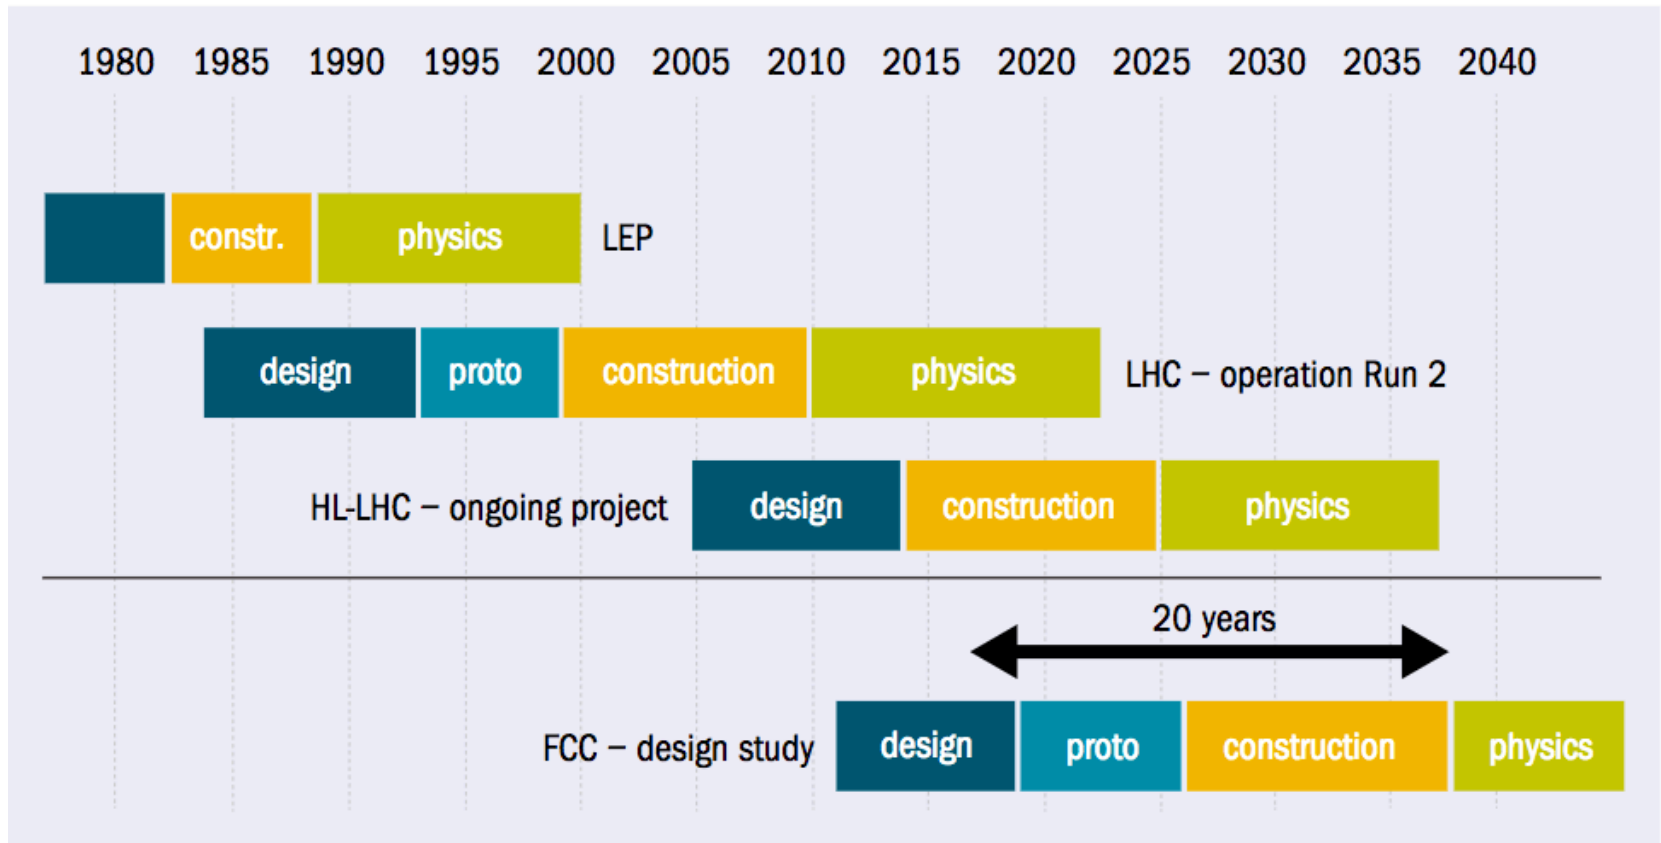 1980 1985 1990 1995 2000 2005 2010 2015 2020 2025 2030 2035 2040
constr. physics LEP
design proto construction physics LHC – operation Run 2
HL-LHC – ongoing project design construction physics
20 years
FCC – design study design proto construction physics